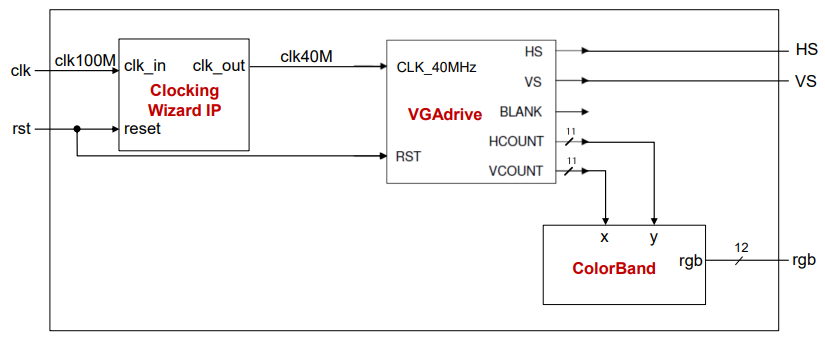 HS
HS
clk100M
clk40M
clk
clk_in
clk_out
CLK_40MHz
VS
VS
Clocking
Wizard IP
VGAdrive
BLANK
rst
reset
HCOUNT
11
RST
VCOUNT
11
x
y
12
ColorBand
rgb
rgb